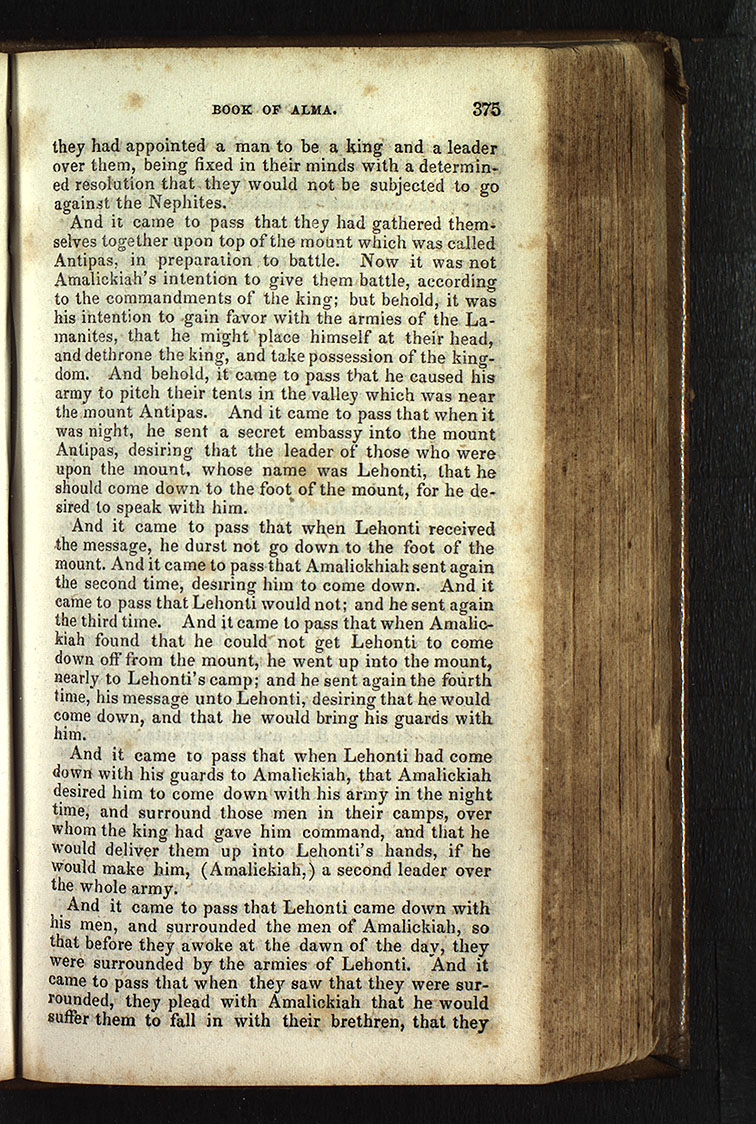 BOOK OF ALMA. 375
they had appointed a man to be a king and a leader
over them, being fixed in their minds with a determin-
ed resolution that they would not be subjected to go
against the Nephites.
And it came to pass that they had gathered them-
selves together upon top of the mount which was called
Antipas, in preparation to battle. Now it was not
Amalickiah's intention to give them battle, according
to the commandments of the king; but behold, it was
his intention to gain favor with the armies of the La-
manites, that he might place himself at their head,
and dethrone the king, and take possession of the king-
dom. And behold, it came to pass that he caused his
army to pitch their tents in the valley which was near
the mount Antipas. And it came to pass that when it
was night, he sent a secret embassy into the mount
Antipas, desiring that the leader of those who were
upon the mount, whose name was Lehonti, that he
should come down to the foot of the mount, for he de-
sired to speak with him.
And it came to pass that when Lehonti received
the message, he durst not go down to the foot of the
mount. And it came to pass that Amalickhiah sent again
the second time, desiring him to come down. And it
came to pass that Lehonti would not; and he sent again
the third time. And it came to pass that when Amalic-
kiah found that he could not get Lehonti to come
down off from the mount, he went up into the mount,
nearly to Lehonti's camp; and he sent again the fourth
time, his message unto Lehonti, desiring that he would
come down, and that he would bring his guards with
him.
And it came to pass that when Lehonti had come
down with his guards to Amalickiah, that Amalickiah
desired him to come down with his army in the night
time, and surround those men in their camps, over
whom the king had gave him command, and that he
would deliver them up into Lehonti's hands, if he
would make him, (Amalickiah,) a second leader over
the whole army.
And it came to pass that Lehonti came down with
his men, and surrounded the men of Amalickiah, so
that before they awoke at the dawn of the day, they
were surrounded by the armies of Lehonti. And it
came to pass that when they saw that they were sur-
rounded, they plead with Amalickiah that he would
suffer them to fall in with their brethren, that they